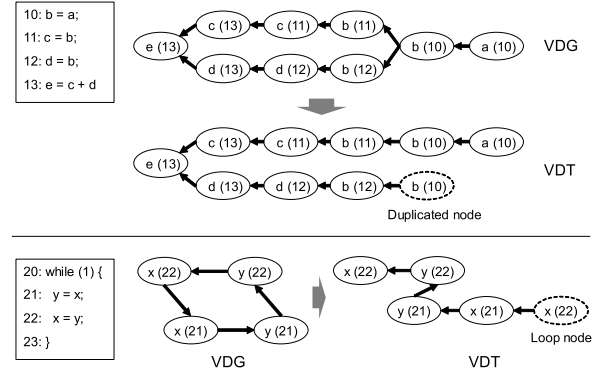 10: b = a;
11: c = b;
12: d = b;
13: e = c + d
e (13)
c (13)
c (11)
b (11)
d (13)
d (12)
b (12)
b (10)
a (10)
VDG
e (13)
c (13)
c (11)
b (11)
b (10)
a (10)
d (13)
d (12)
b (12)
b (10)
VDT
Duplicated node
20: while (1) {
21: y = x;
22: x = y;
23: }
x (22)
y (22)
x (21)
y (21)
VDG
x (22)
y (22)
y (21)
x (21)
x (22)
Loop node
VDT